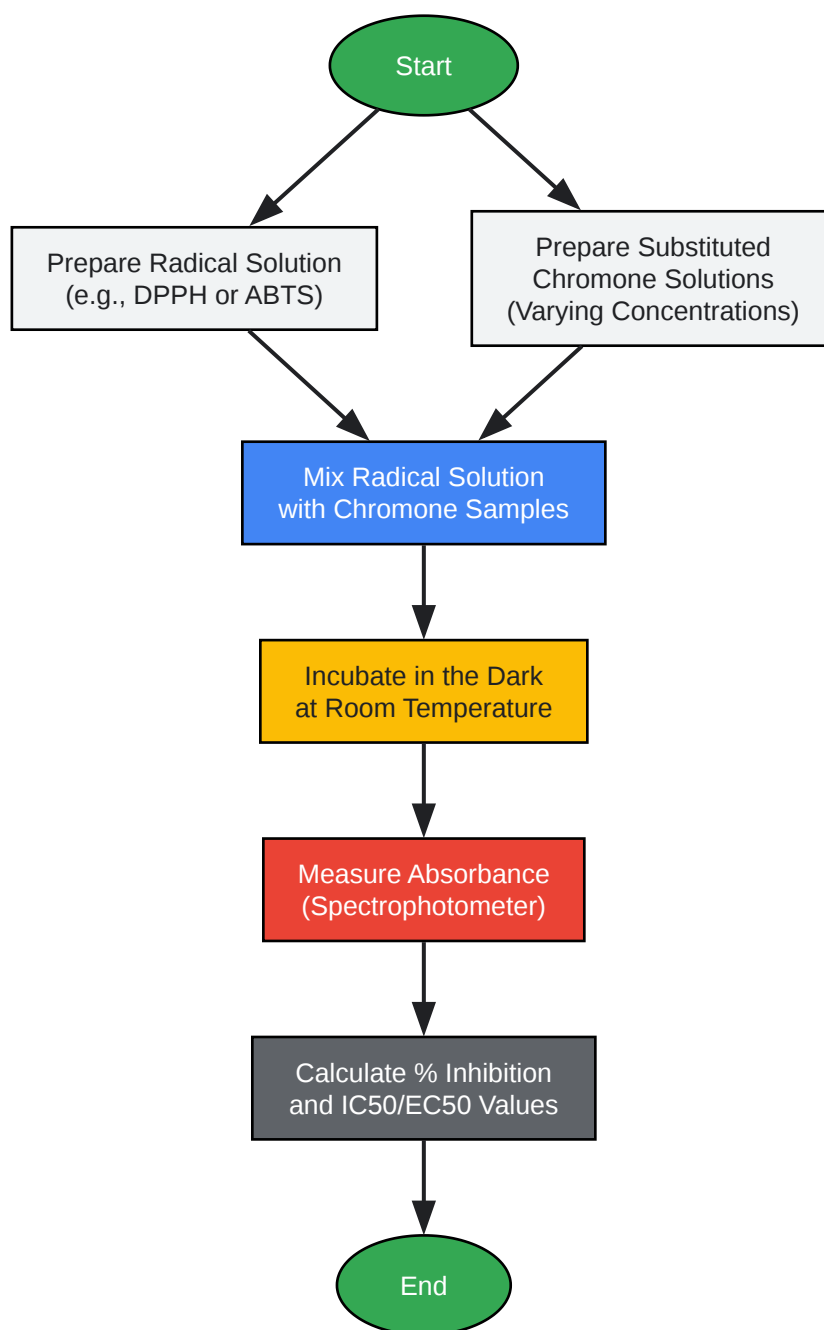 Start
Prepare Radical Solution
(e.g., DPPH or ABTS)
Prepare Substituted
Chromone Solutions
(Varying Concentrations)
Mix Radical Solution
with Chromone Samples
Incubate in the Dark
at Room Temperature
Measure Absorbance
(Spectrophotometer)
Calculate % Inhibition
and IC50/EC50 Values
End